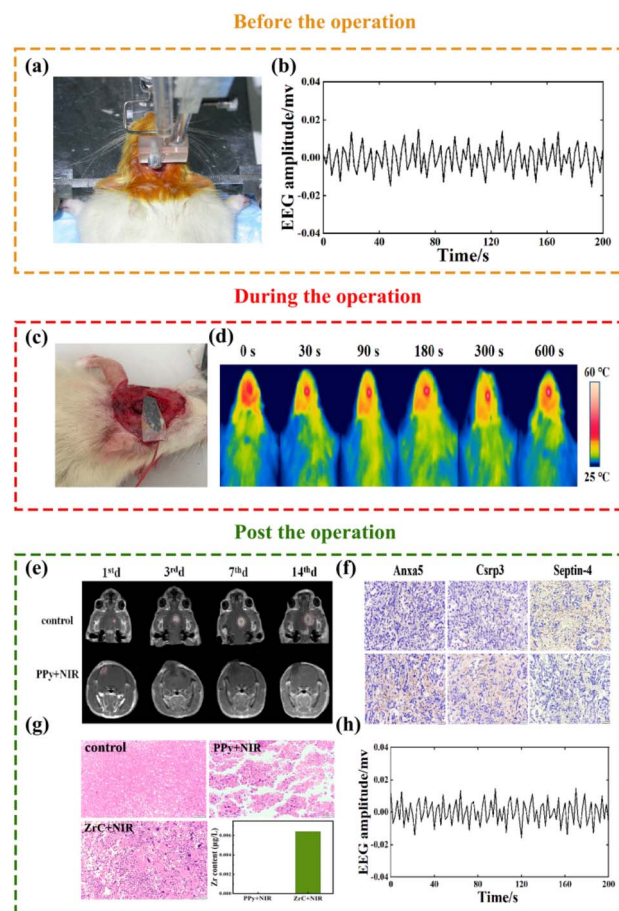 Before the operation
(a)
(b)
EEG amplitude/mv
0.04
0.02
0.00
-0.02
-0.04
0 40 80 120 160 200
Time/s
During the operation
(c)
(d)
0 s 30 s 90 s 180 s 300 s 600 s
60 °C
25 °C
Post the operation
(e)
1st d 3rd d 7th d 14th d
control
PPy+NIR
(f)
Anxa5 Csrp3 Septin-4
(g)
control
PPy+NIR
ZrC+NIR
Zr content (μg/L)
0.002
0.000
PPy+NIR ZrC+NIR
(h)
EEG amplitude/mv
0.04
0.02
0.00
-0.02
-0.04
0 40 80 120 160 200
Time/s